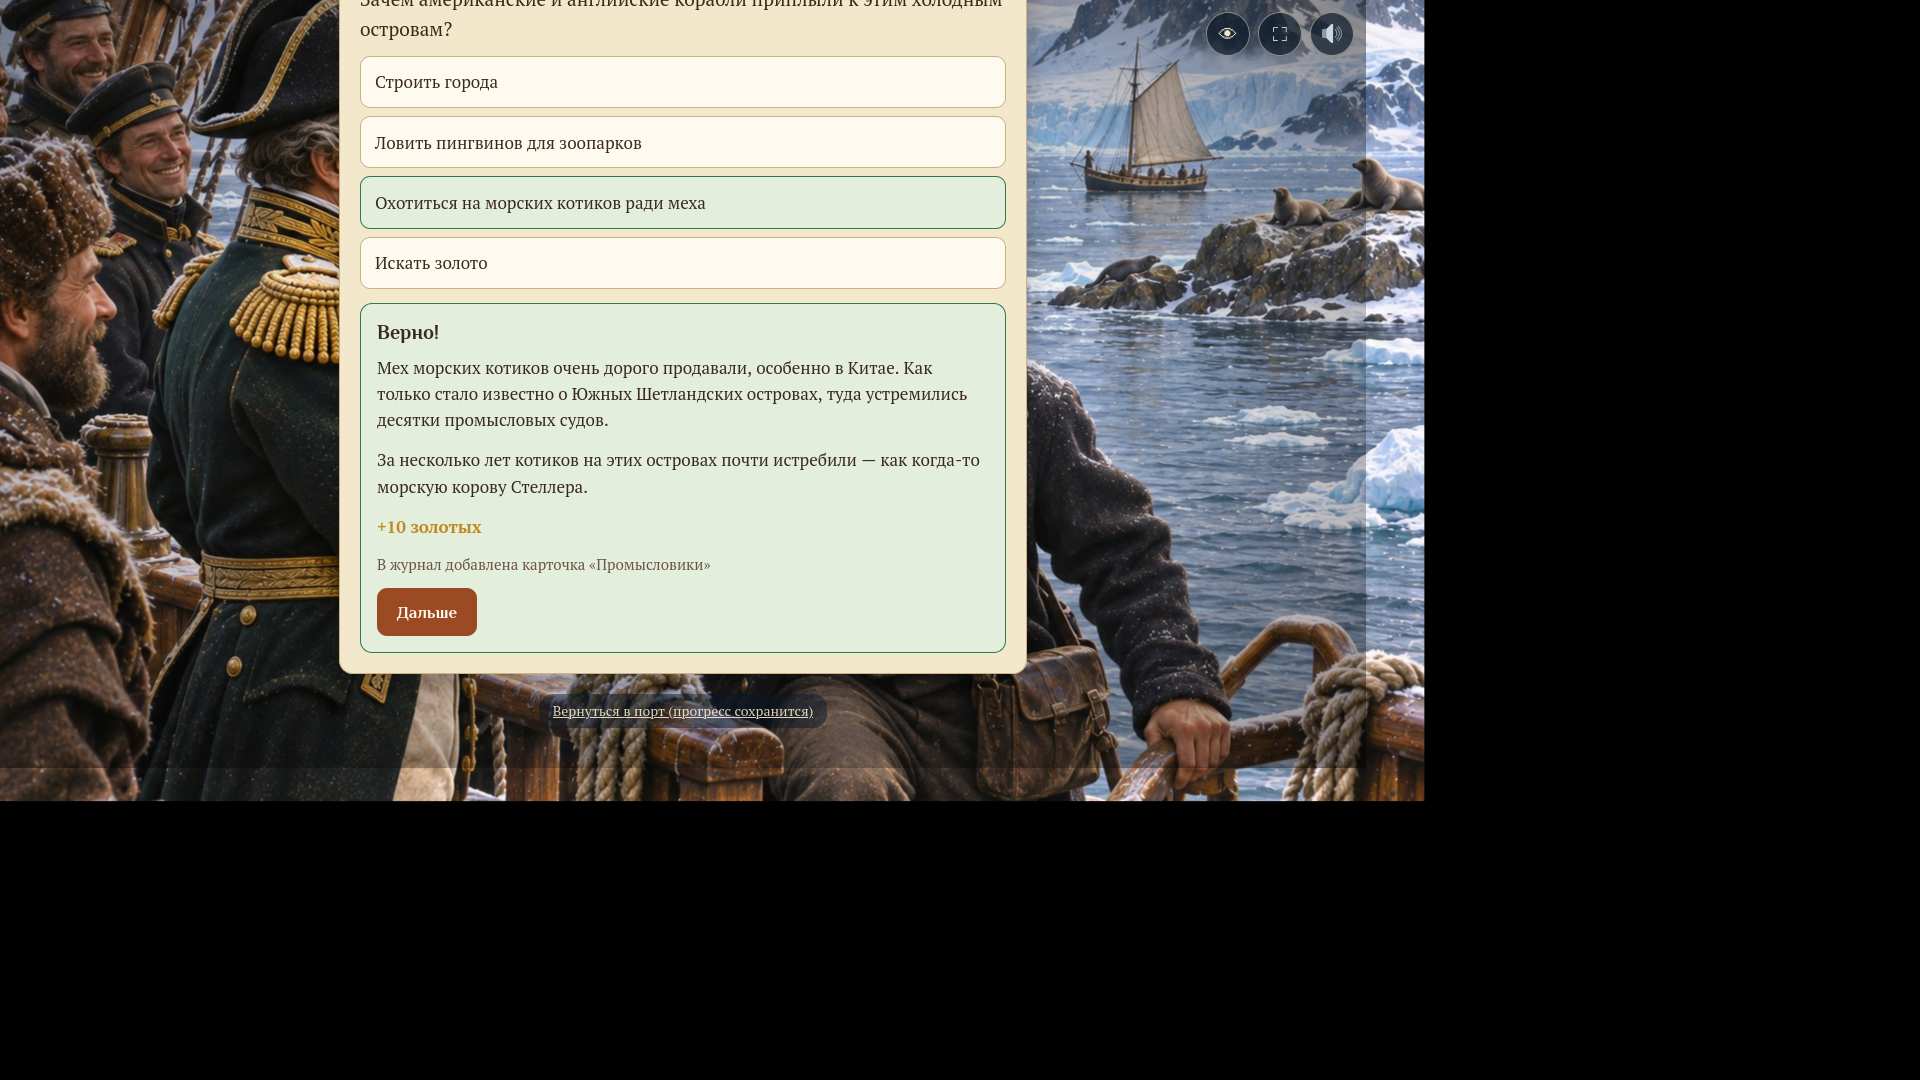 Зачем американские и английские корабли приплыли к этим холодным
островам?
Строить города
Ловить пингвинов для зоопарков
Охотиться на морских котиков ради меха
Искать золото
Верно!
Мех морских котиков очень дорого продавали, особенно в Китае. Как
только стало известно о Южных Шетландских островах, туда устремились
десятки промысловых судов.
За несколько лет котиков на этих островах почти истребили — как когда-то
морскую корову Стеллера.
+10 золотых
В журнал добавлена карточка «Промысловики»
Дальше
Вернуться в порт (прогресс сохранится)